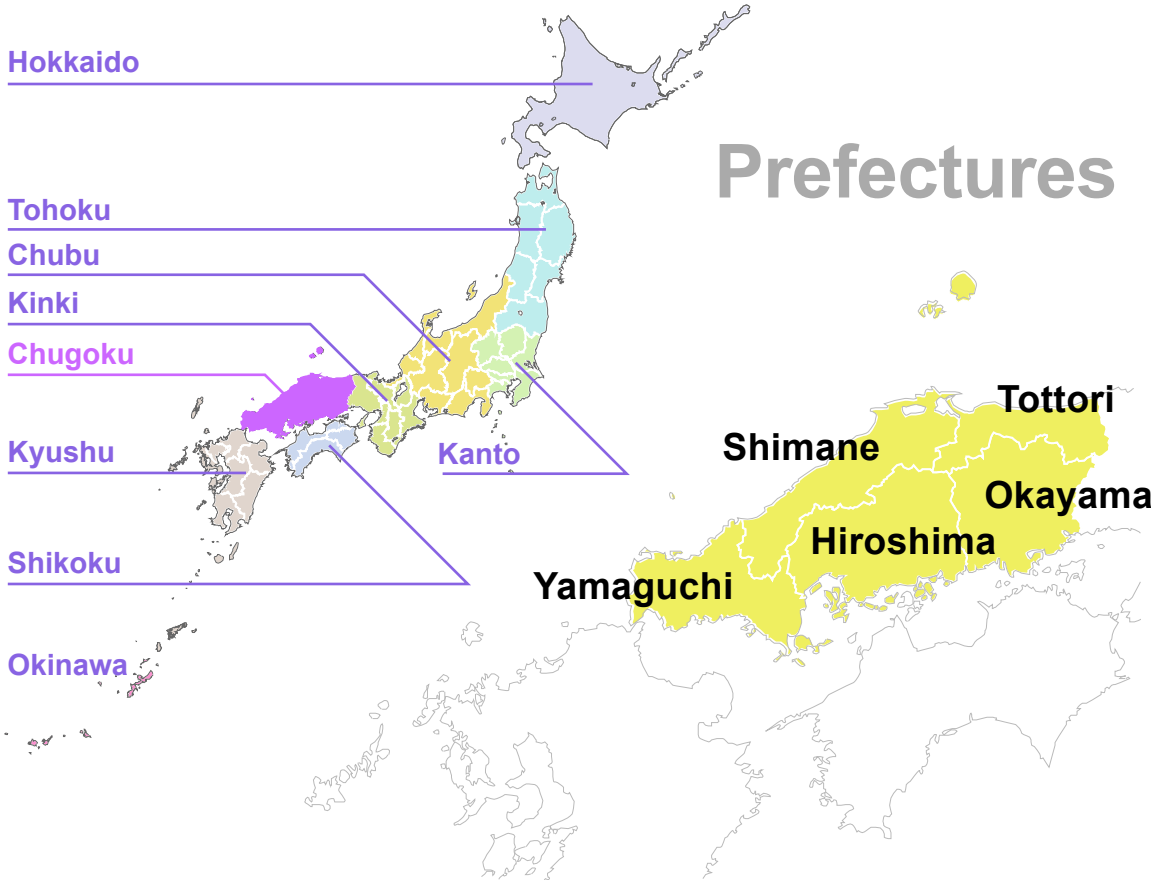 Hokkaido
Prefectures
Tohoku
Chubu
Kinki
Chugoku
Kyushu
Kanto
Shikoku
Okinawa
Tottori
Shimane
Okayama
Hiroshima
Yamaguchi